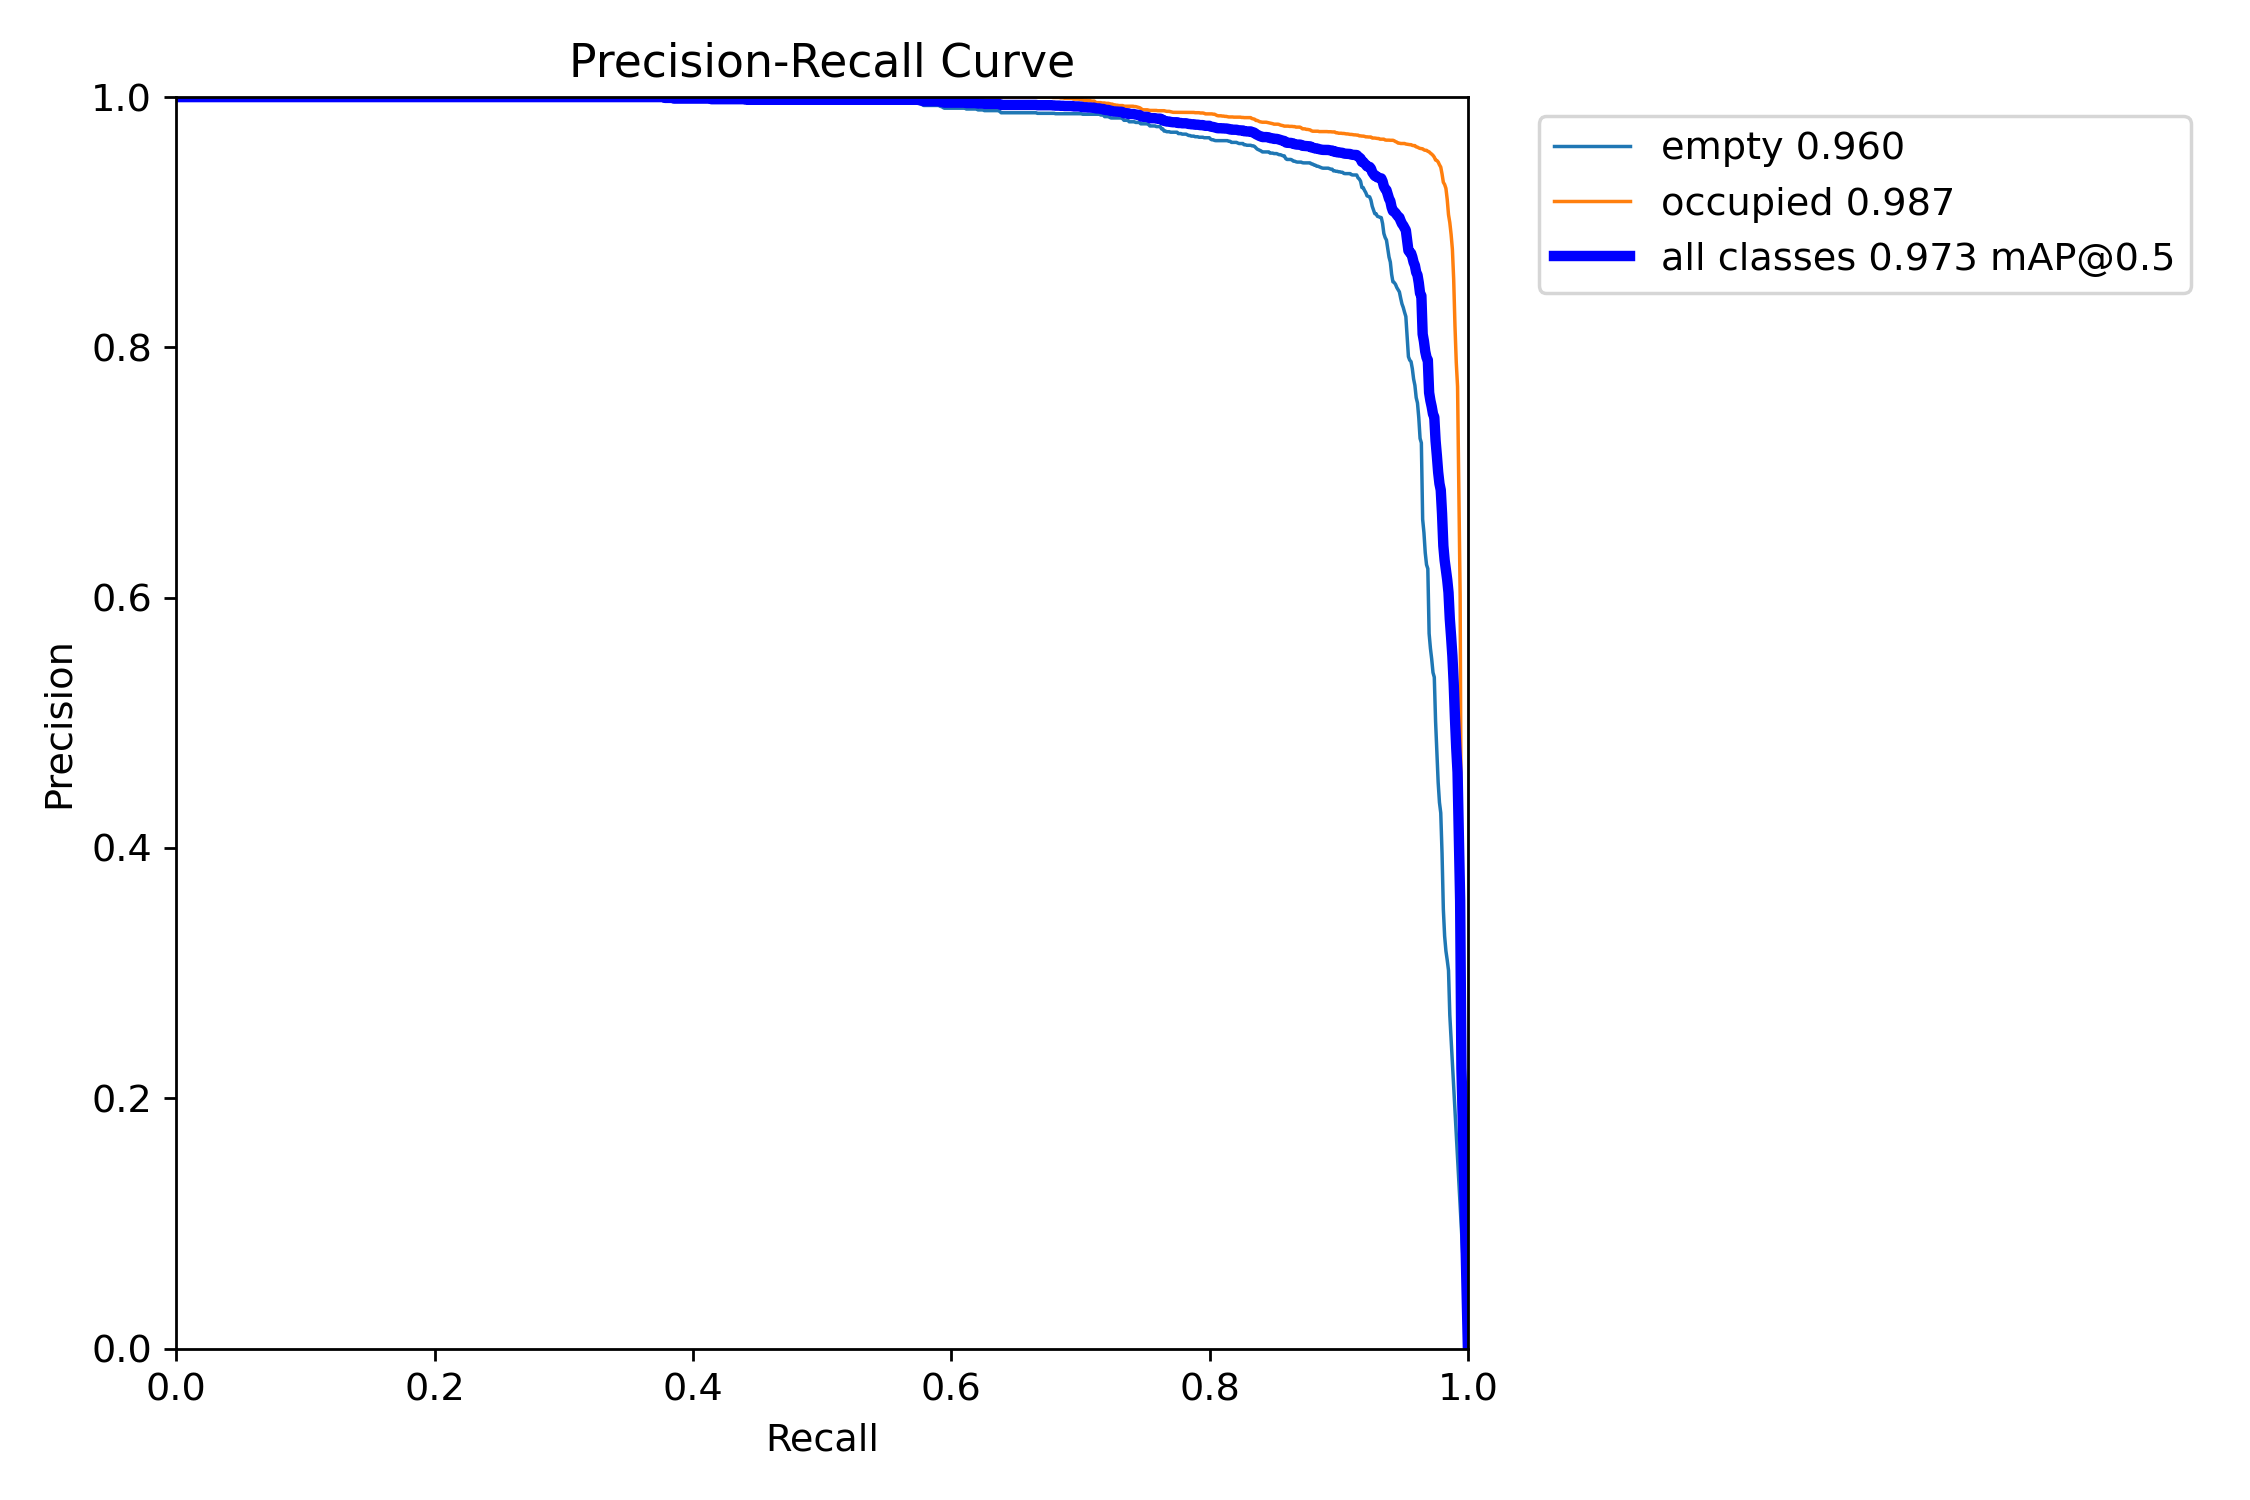 Precision-Recall Curve
empty 0.960
occupied 0.987
all classes 0.973 mAP@0.5
Precision
1.0
0.8
0.6
0.4
0.2
0.0
0.0 0.2 0.4 0.6 0.8 1.0
Recall